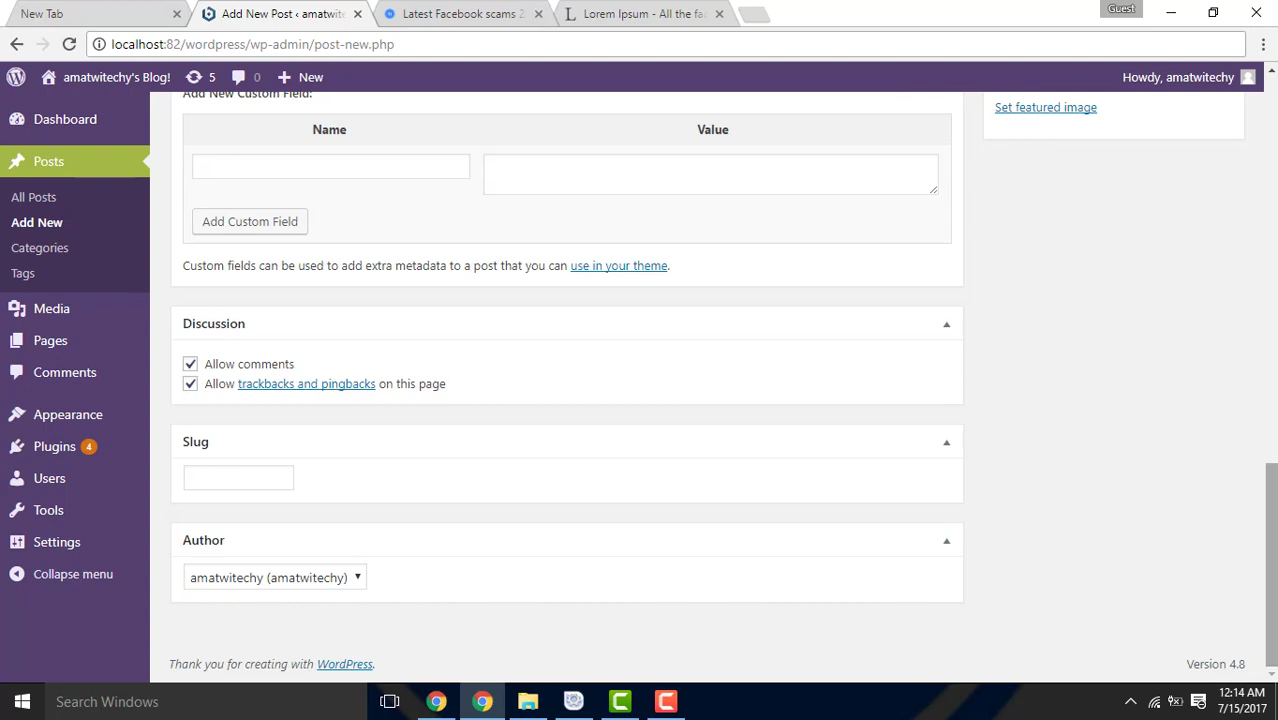 New Tab
Add New Post ‹ amatwite
Latest Facebook scams 2
Lorem Ipsum - All the fa
Guest
localhost:82/wordpress/wp-admin/post-new.php
amatwitechy's Blog!
5
0
New
Howdy, amatwitechy
Dashboard
Posts
All Posts
Add New
Categories
Tags
Media
Pages
Comments
Appearance
Plugins 4
Users
Tools
Settings
Collapse menu
Add New Custom Field:
Name
Value
Add Custom Field
Custom fields can be used to add extra metadata to a post that you can use in your theme.
Discussion
Allow comments
Allow trackbacks and pingbacks on this page
Slug
Author
amatwitechy (amatwitechy)
Set featured image
Thank you for creating with WordPress.
Version 4.8
Search Windows
12:14 AM
7/15/2017